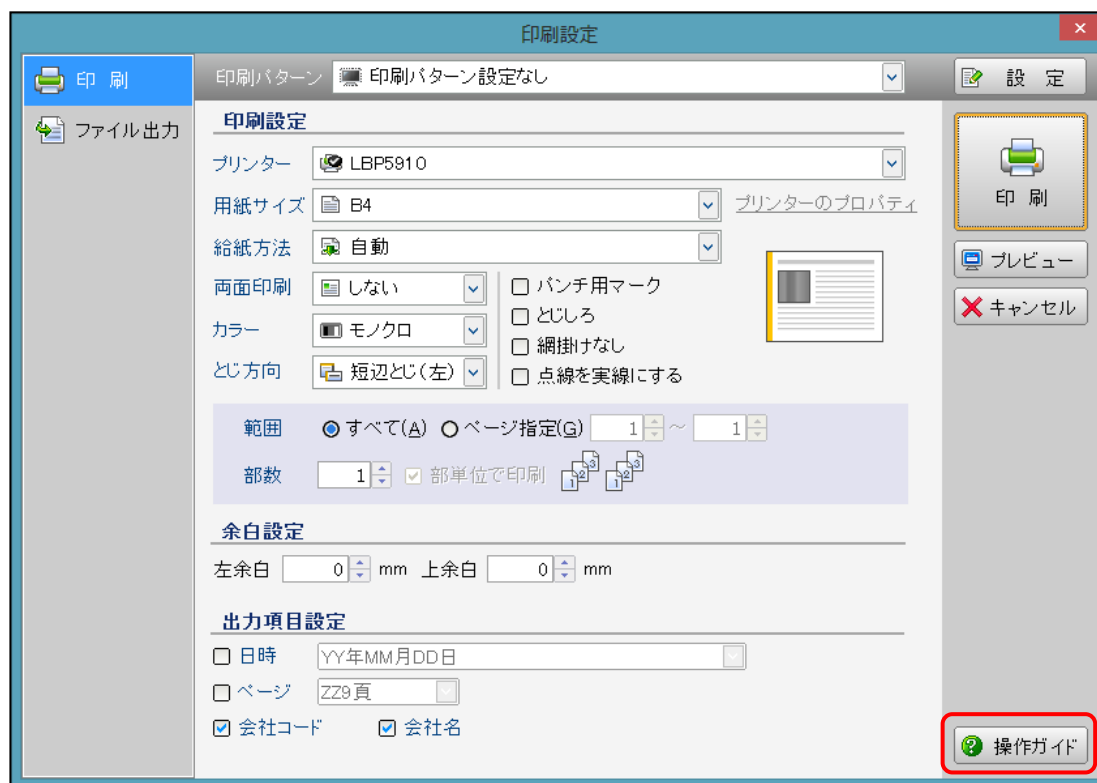 印刷設定
印 刷
ファイル出力
印刷パターン 印刷パターン設定なし
設 定
印刷設定
プリンター LBP5910
用紙サイズ B4 プリンターのプロパティ
給紙方法 自動
両面印刷 しない
カラー モノクロ
とじ方向 短辺とじ(左)
パンチ用マーク
とじしろ
網掛けなし
点線を実線にする
範囲 すべて(A) ページ指定(G) 1 ～ 1
部数 1 部単位で印刷 1 2 3 1 2 3
余白設定
左余白 0 mm 上余白 0 mm
出力項目設定
日時 YY年MM月DD日
ページ ZZ9頁
会社コード 会社名
印 刷
プレビュー
キャンセル
操作ガイド